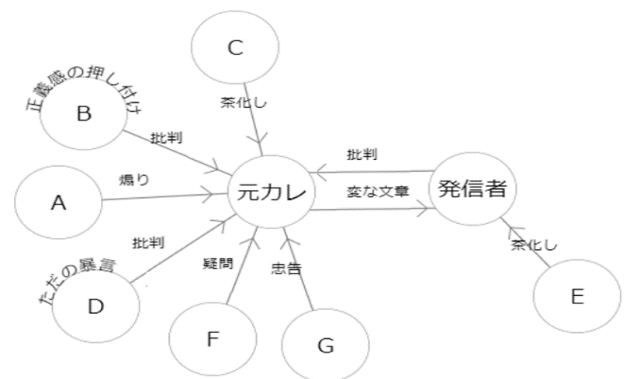 C
茶化し
正義感の押し付け
B
批判
A
煽り
元カレ
批判
変な文章
発信者
批判
ただの暴言
D
疑問
忠告
茶化し
E
F
G